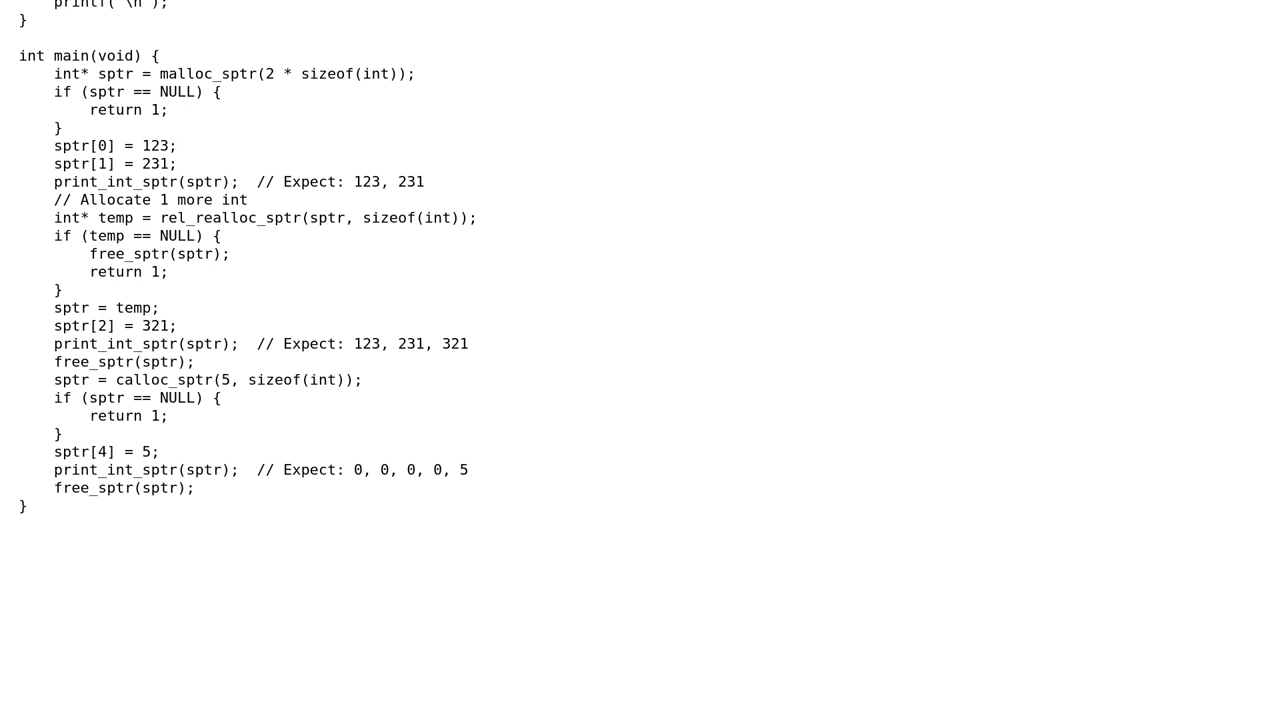 printf("\n");
}

int main(void) {
    int* sptr = malloc_sptr(2 * sizeof(int));
    if (sptr == NULL) {
        return 1;
    }
    sptr[0] = 123;
    sptr[1] = 231;
    print_int_sptr(sptr);  // Expect: 123, 231
    // Allocate 1 more int
    int* temp = rel_realloc_sptr(sptr, sizeof(int));
    if (temp == NULL) {
        free_sptr(sptr);
        return 1;
    }
    sptr = temp;
    sptr[2] = 321;
    print_int_sptr(sptr);  // Expect: 123, 231, 321
    free_sptr(sptr);
    sptr = calloc_sptr(5, sizeof(int));
    if (sptr == NULL) {
        return 1;
    }
    sptr[4] = 5;
    print_int_sptr(sptr);  // Expect: 0, 0, 0, 0, 5
    free_sptr(sptr);
}